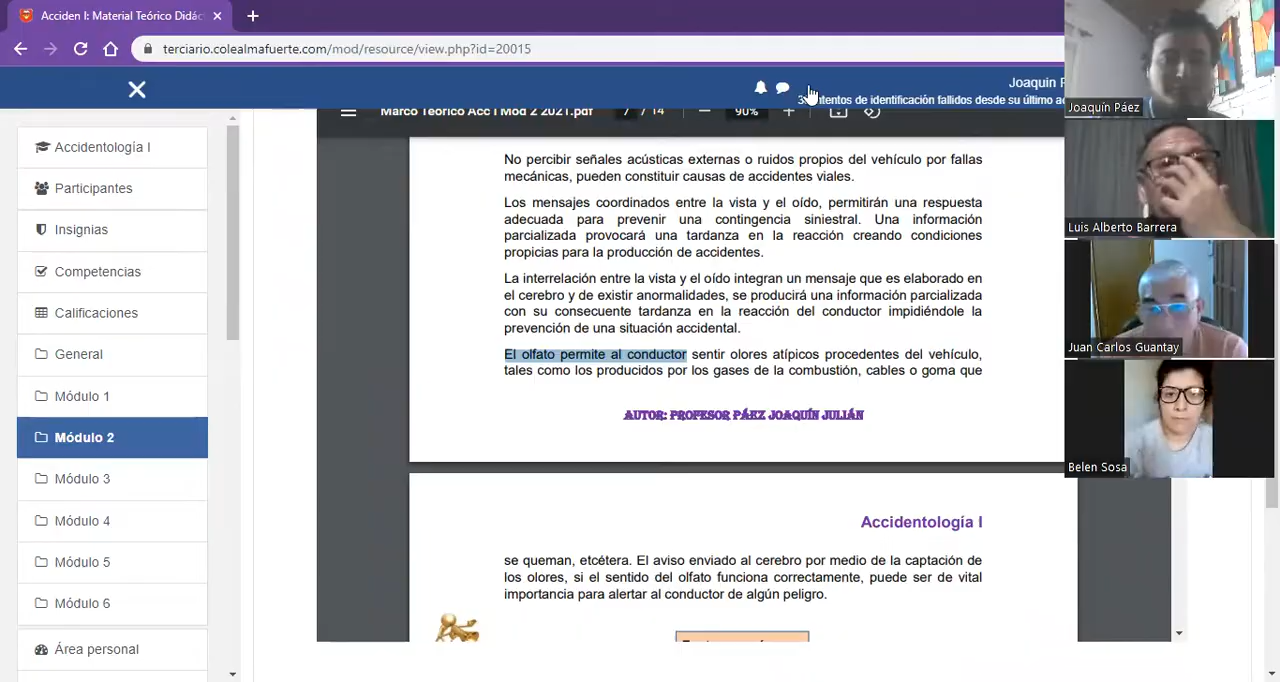 Acciden I: Material Teórico Didác
terciario.colealmafuerte.com/mod/resource/view.php?id=20015
Joaquin P
intentos de identificación fallidos desde su último ac
Marco Teorico Acc I Mod 2 2021.pdf 7 / 14 90%
Accidentología I
Participantes
Insignias
Competencias
Calificaciones
General
Módulo 1
Módulo 2
Módulo 3
Módulo 4
Módulo 5
Módulo 6
Área personal
No percibir señales acústicas externas o ruidos propios del vehículo por fallas
mecánicas, pueden constituir causas de accidentes viales.
Los mensajes coordinados entre la vista y el oído, permitirán una respuesta
adecuada para prevenir una contingencia siniestral. Una información
parcializada provocará una tardanza en la reacción creando condiciones
propicias para la producción de accidentes.
La interrelación entre la vista y el oído integran un mensaje que es elaborado en
el cerebro y de existir anormalidades, se producirá una información parcializada
con su consecuente tardanza en la reacción del conductor impidiéndole la
prevención de una situación accidental.
El olfato permite al conductor sentir olores atípicos procedentes del vehículo,
tales como los producidos por los gases de la combustión, cables o goma que
AUTOR: PROFESOR PÁEZ JOAQUÍN JULIÁN
Accidentología I
se queman, etcétera. El aviso enviado al cerebro por medio de la captación de
los olores, si el sentido del olfato funciona correctamente, puede ser de vital
importancia para alertar al conductor de algún peligro.
Joaquín Páez
Luis Alberto Barrera
Juan Carlos Guantay
Belen Sosa